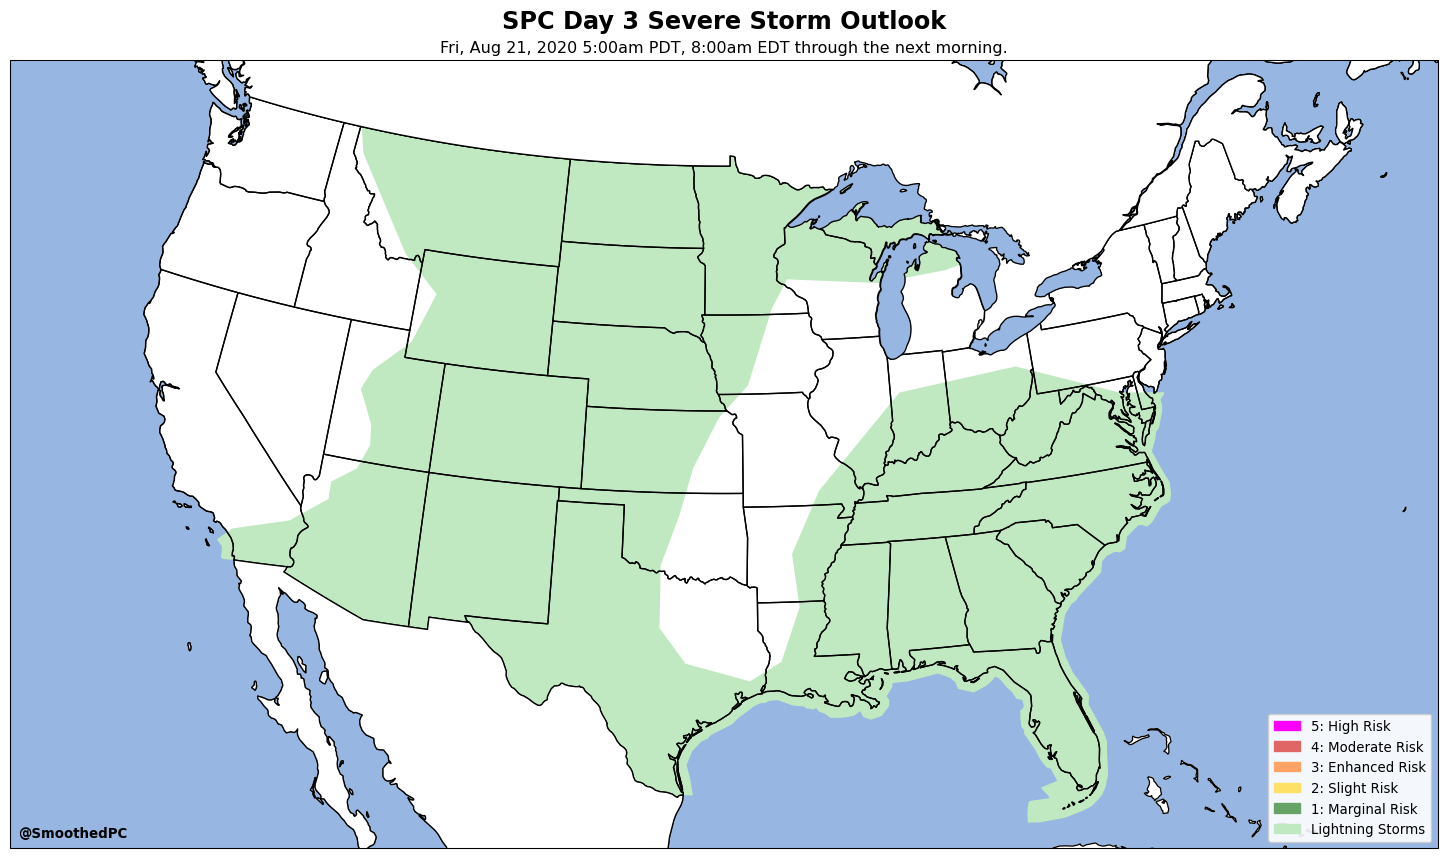 SPC Day 3 Severe Storm Outlook
Fri, Aug 21, 2020 5:00am PDT, 8:00am EDT through the next morning.
5: High Risk
4: Moderate Risk
3: Enhanced Risk
2: Slight Risk
1: Marginal Risk
Lightning Storms
@SmoothedPC